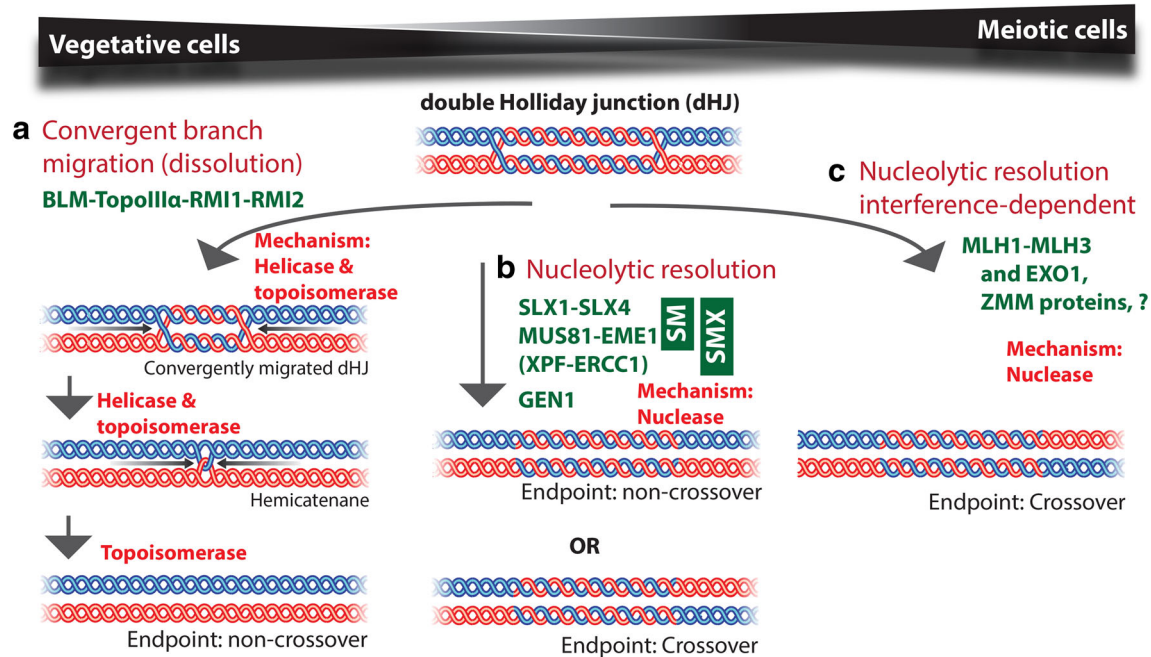 Vegetative cells
Meiotic cells
double Holliday junction (dHJ)
a Convergent branch
migration (dissolution)
BLM-TopoIIIα-RMI1-RMI2
Mechanism:
Helicase &
topoisomerase
Convergently migrated dHJ
Helicase &
topoisomerase
Hemicatenane
Topoisomerase
Endpoint: non-crossover
b Nucleolytic resolution
SLX1-SLX4
MUS81-EME1
(XPF-ERCC1)
GEN1
SM
SMX
Mechanism:
Nuclease
Endpoint: non-crossover
OR
Endpoint: Crossover
c Nucleolytic resolution
interference-dependent
MLH1-MLH3
and EXO1,
ZMM proteins, ?
Mechanism:
Nuclease
Endpoint: Crossover